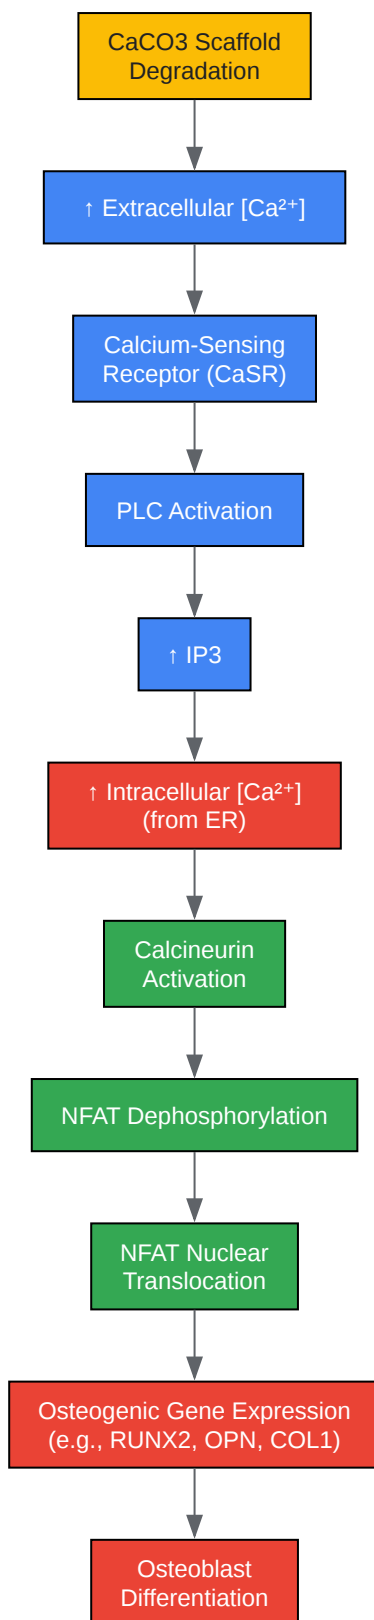 CaCO3 Scaffold
Degradation
↑ Extracellular [Ca²⁺]
Calcium-Sensing
Receptor (CaSR)
PLC Activation
↑ IP3
↑ Intracellular [Ca²⁺]
(from ER)
Calcineurin
Activation
NFAT Dephosphorylation
NFAT Nuclear
Translocation
Osteogenic Gene Expression
(e.g., RUNX2, OPN, COL1)
Osteoblast
Differentiation